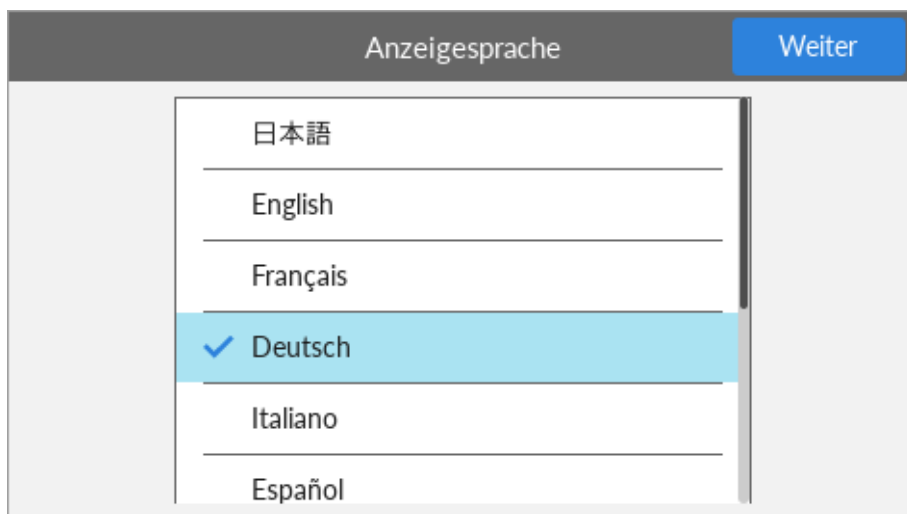 Anzeigesprache
Weiter
日本語
English
Français
Deutsch
Italiano
Español